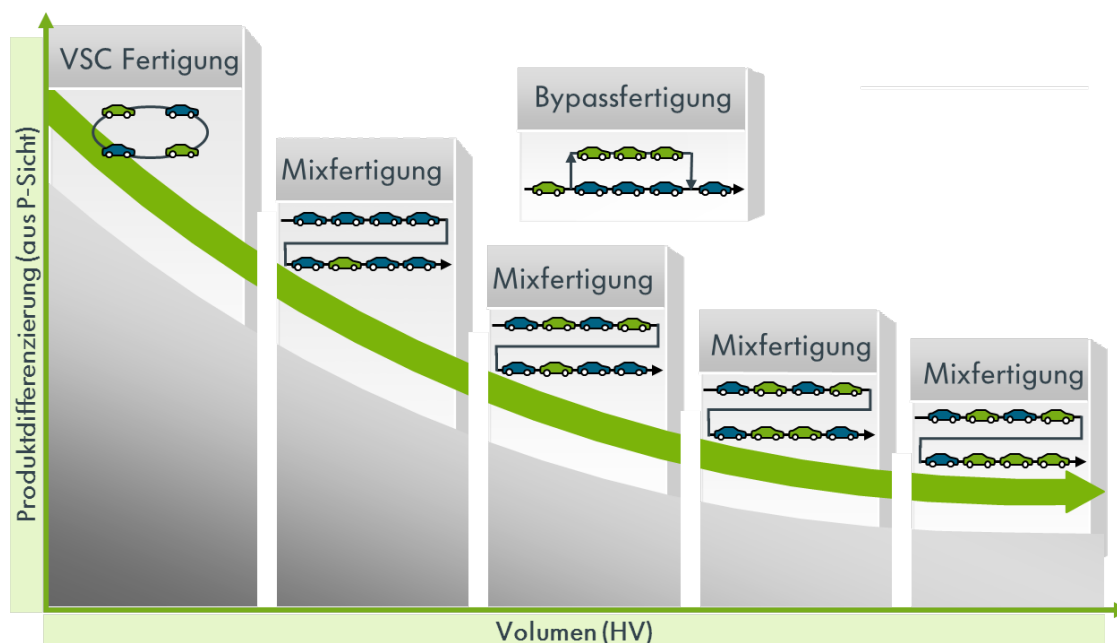 VSC Fertigung
Bypassfertigung
Mixfertigung
Mixfertigung
Mixfertigung
Mixfertigung
Produktdifferenzierung (aus P-Sicht)
Volumen (HV)